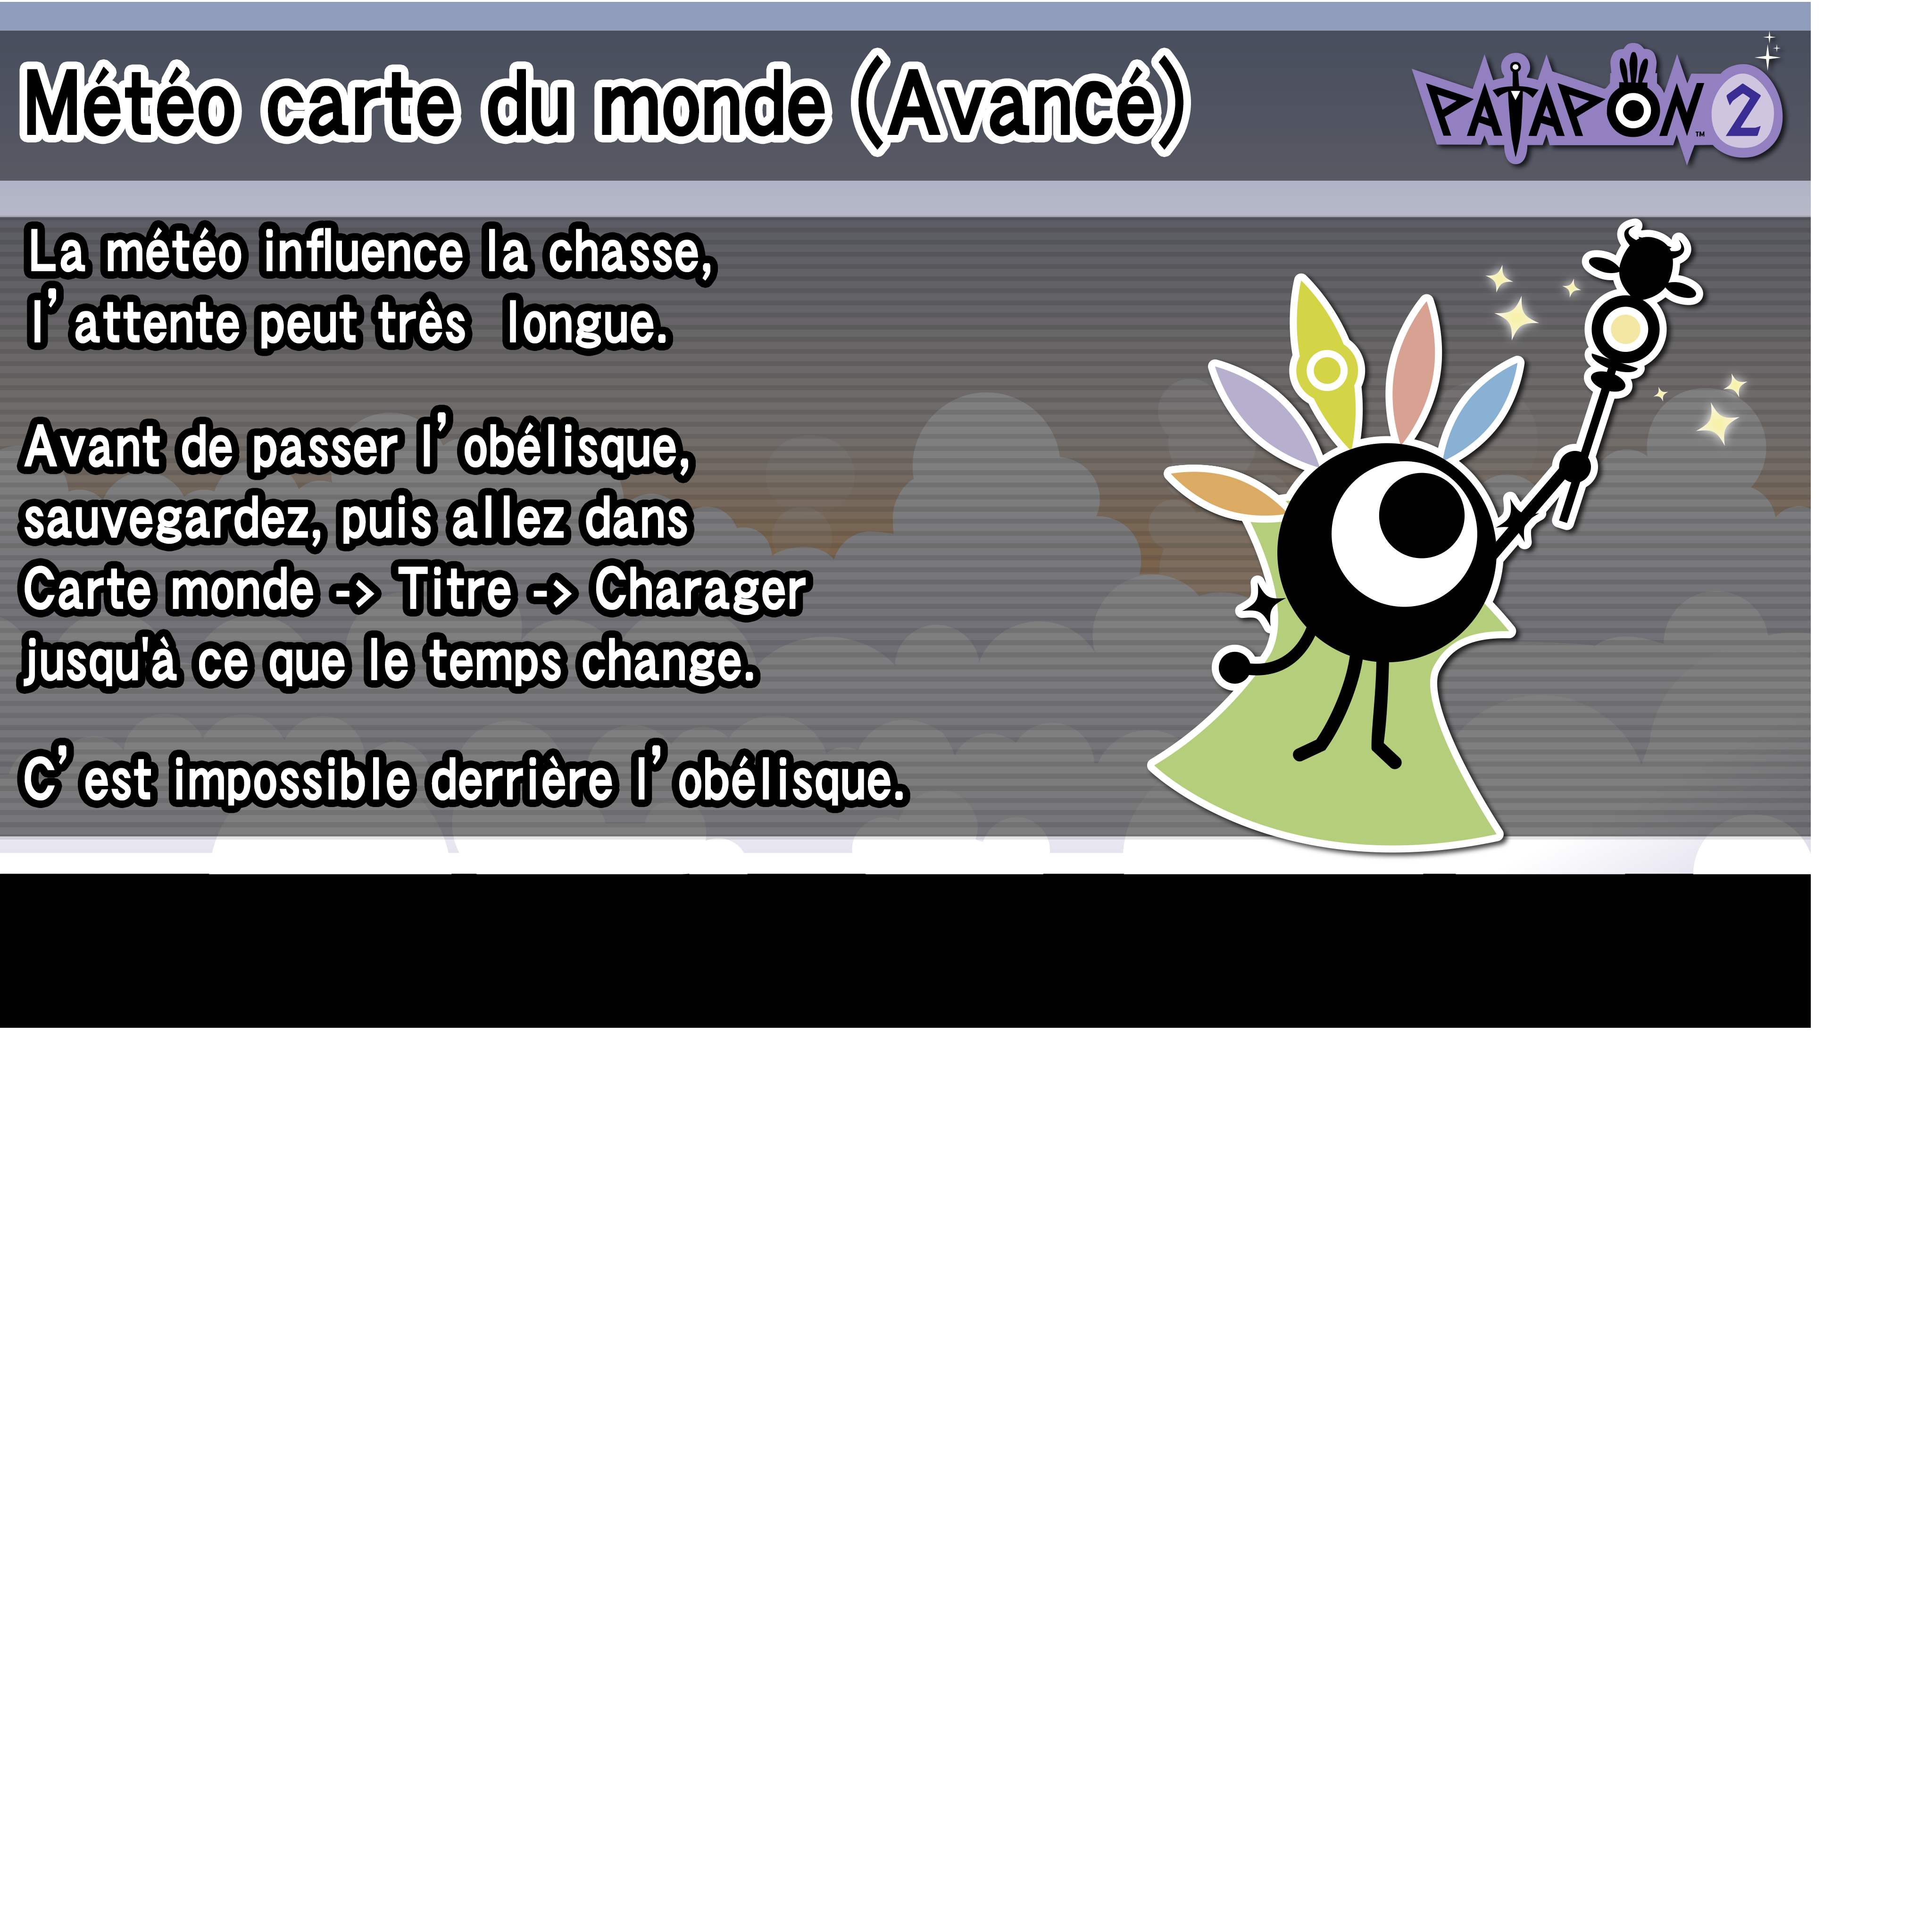 Météo carte du monde (Avancé)
PATAPON™ 2
La météo influence la chasse,
l’attente peut très  longue.
Avant de passer l’obélisque,
sauvegardez, puis allez dans
Carte monde -> Titre -> Charager
jusqu'à ce que le temps change.
C’est impossible derrière l’obélisque.